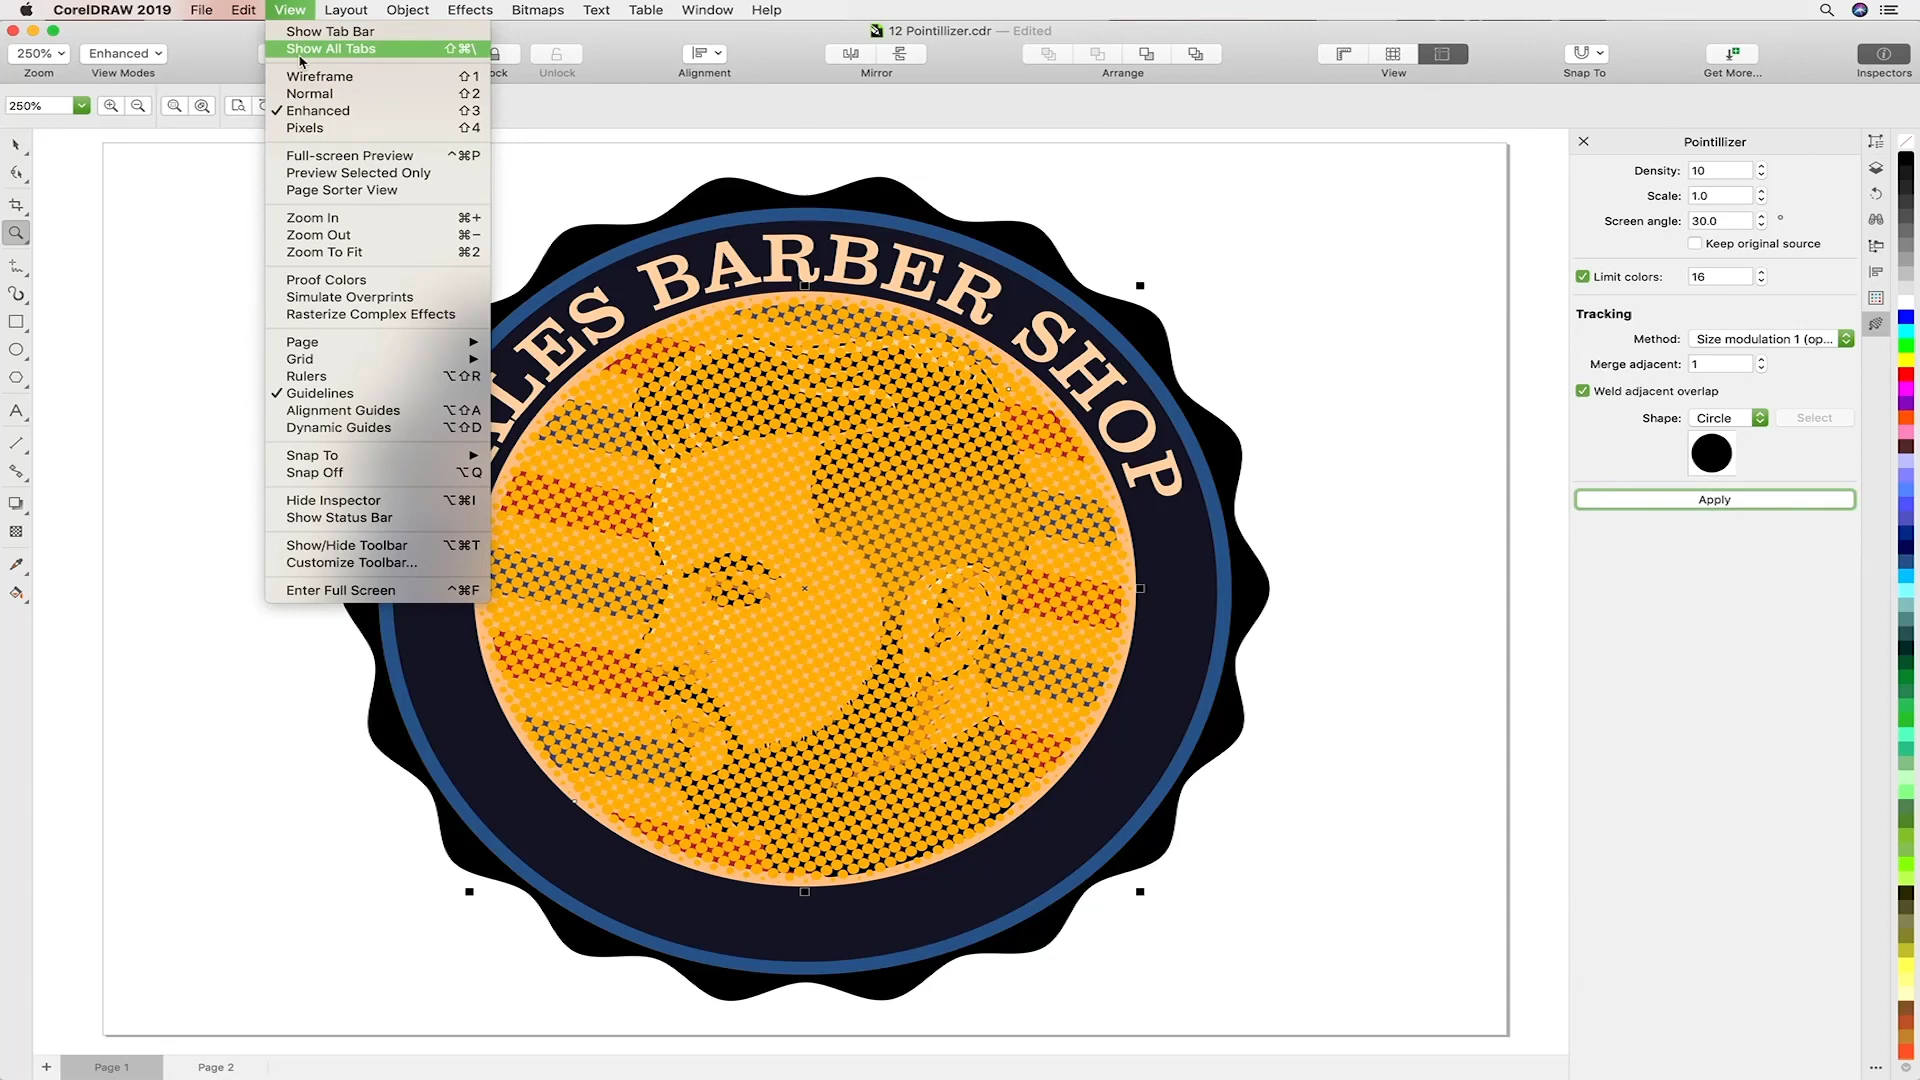 CorelDRAW 2019 File Edit View Layout Object Effects Bitmaps Text Table Window Help
12 Pointillizer.cdr — Edited
250% Enhanced
Zoom View Modes Unlock Alignment Mirror Arrange View Snap To Get More... Inspectors
250%
Show Tab Bar
Show All Tabs ⇧⌘\
Wireframe ⇧1
Normal ⇧2
✓ Enhanced ⇧3
Pixels ⇧4
Full-screen Preview ^⌘P
Preview Selected Only
Page Sorter View
Zoom In ⌘+
Zoom Out ⌘−
Zoom To Fit ⌘2
Proof Colors
Simulate Overprints
Rasterize Complex Effects
Page
Grid
Rulers ⌥⇧R
✓ Guidelines
Alignment Guides ⌥⇧A
Dynamic Guides ⌥⇧D
Snap To
Snap Off ⌥Q
Hide Inspector ⌥⌘I
Show Status Bar
Show/Hide Toolbar ⌥⌘T
Customize Toolbar...
Enter Full Screen ^⌘F
ALES BARBER SHOP
Pointillizer
Density: 10
Scale: 1.0
Screen angle: 30.0 °
Keep original source
Limit colors: 16
Tracking
Method: Size modulation 1 (op...
Merge adjacent: 1
Weld adjacent overlap
Shape: Circle Select
Apply
+ Page 1 Page 2